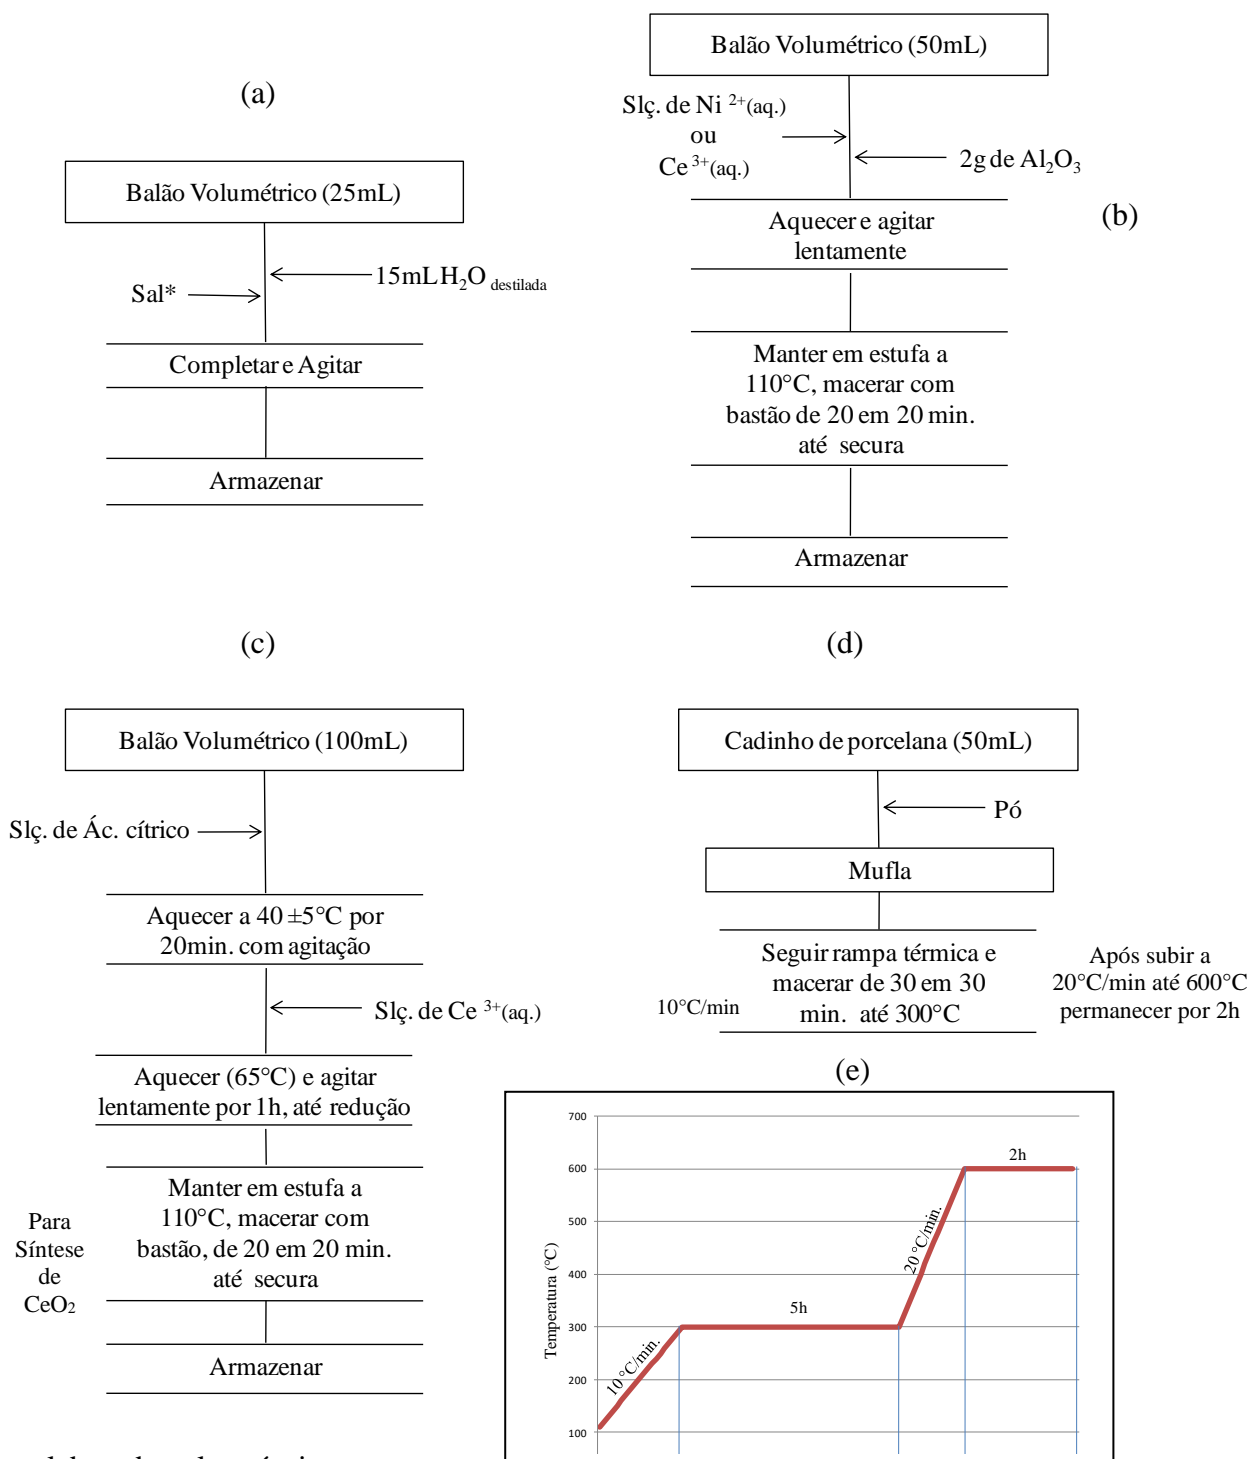 (a)
Balão Volumétrico (25mL)
15mL H₂O destilada
Sal*
Completar e Agitar
Armazenar
Balão Volumétrico (50mL)
Slç. de Ni ²⁺(aq.)
ou
Ce ³⁺(aq.)
2g de Al₂O₃
(b)
Aquecer e agitar
lentamente
Manter em estufa a
110°C, macerar com
bastão de 20 em 20 min.
até secura
Armazenar
(c)
Balão Volumétrico (100mL)
Slç. de Ác. cítrico
Aquecer a 40 ±5°C por
20min. com agitação
Slç. de Ce ³⁺(aq.)
Aquecer (65°C) e agitar
lentamente por 1h, até redução
Para
Síntese
de
CeO₂
Manter em estufa a
110°C, macerar com
bastão, de 20 em 20 min.
até secura
Armazenar
(d)
Cadinho de porcelana (50mL)
Pó
Mufla
10°C/min
Seguir rampa térmica e
macerar de 30 em 30
min. até 300°C
Após subir a
20°C/min até 600°C
permanecer por 2h
(e)
Temperatura (°C)
700
600
500
400
300
200
100
10 °C/min.
5h
20 °C/min.
2h